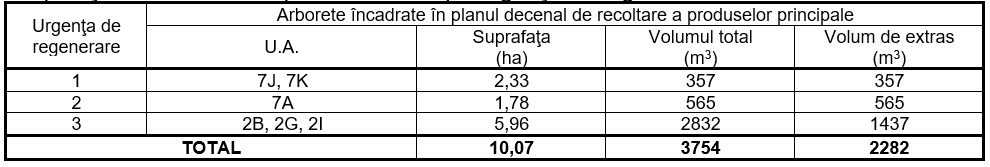 Arborete încadrate în planul decenal de recoltare a produselor principale
Urgenţa de regenerare
U.A.
Suprafaţa (ha)
Volumul total (m³)
Volum de extras (m³)
1 7J, 7K 2,33 357 357
2 7A 1,78 565 565
3 2B, 2G, 2I 5,96 2832 1437
TOTAL 10,07 3754 2282